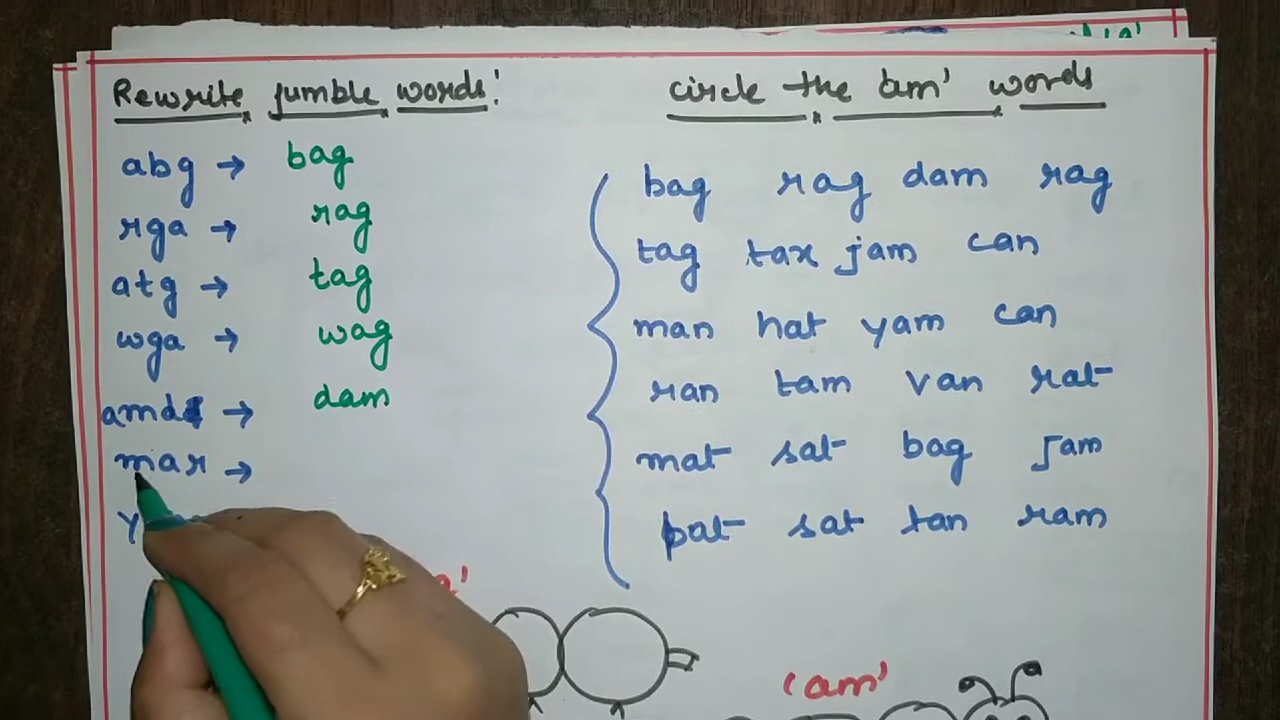 Rewrite jumble words:
abg → bag
rga → rag
atg → tag
wga → wag
amd → dam
mar →
y
circle the 'am' words
bag rag dam rag
tag tax jam can
man hat yam can
ran tam van rat
mat sat bag jam
pat sat tan ram
'am'